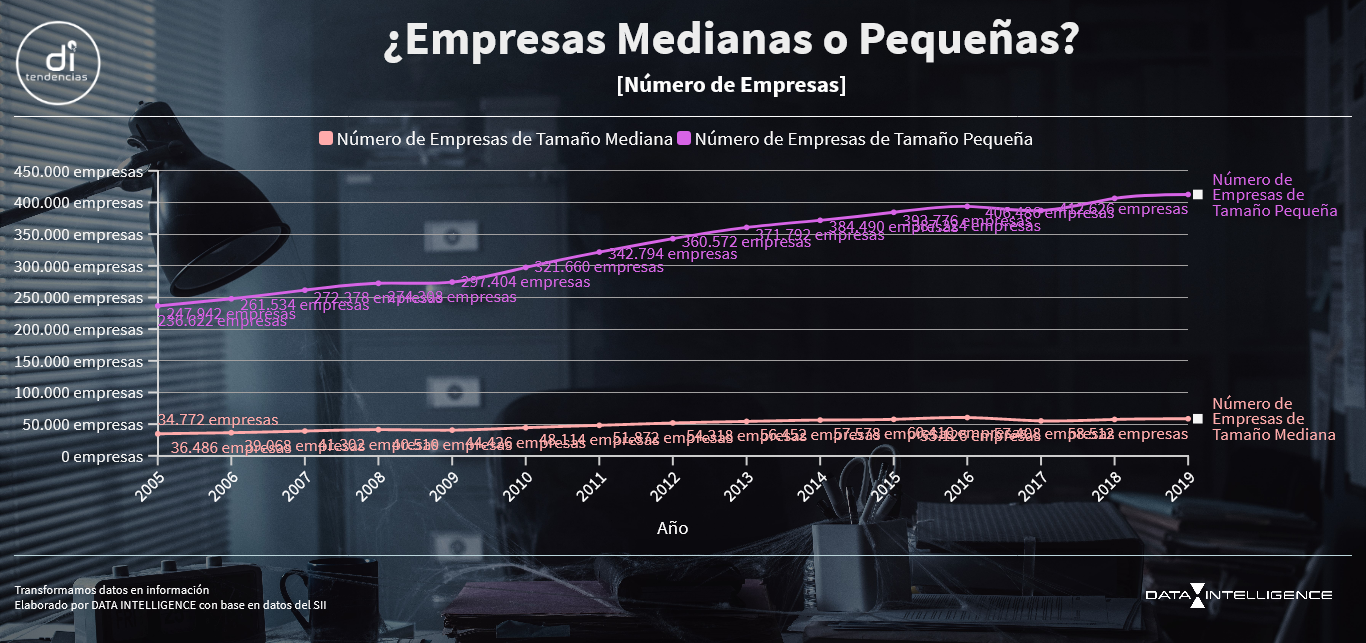 di
tendencias
¿Empresas Medianas o Pequeñas?
[Número de Empresas]
Número de Empresas de Tamaño Mediana Número de Empresas de Tamaño Pequeña
450.000 empresas
400.000 empresas
350.000 empresas
300.000 empresas
250.000 empresas
200.000 empresas
150.000 empresas
100.000 empresas
50.000 empresas
0 empresas
236.022 empresas
247.942 empresas
261.534 empresas
272.378 empresas
empresas
297.404 empresas
321.660 empresas
342.794 empresas
360.572 empresas
371.792 empresas
384.490 empresas
393.776 empresas
empresas
406.486 empresas
412.626 empresas
Número de
Empresas de
Tamaño Pequeña
34.772 empresas
36.486 empresas
39.068 empresas
41.392 empresas
40.510 empresas
44.426 empresas
48.114 empresas
51.872 empresas
54.318 empresas
56.452 empresas
57.578 empresas
empresas
empresas
57.408 empresas
58.512 empresas
Número de
Empresas de
Tamaño Mediana
2005 2006 2007 2008 2009 2010 2011 2012 2013 2014 2015 2016 2017 2018 2019
Año
Transformamos datos en información
Elaborado por DATA INTELLIGENCE con base en datos del SII
DATA INTELLIGENCE